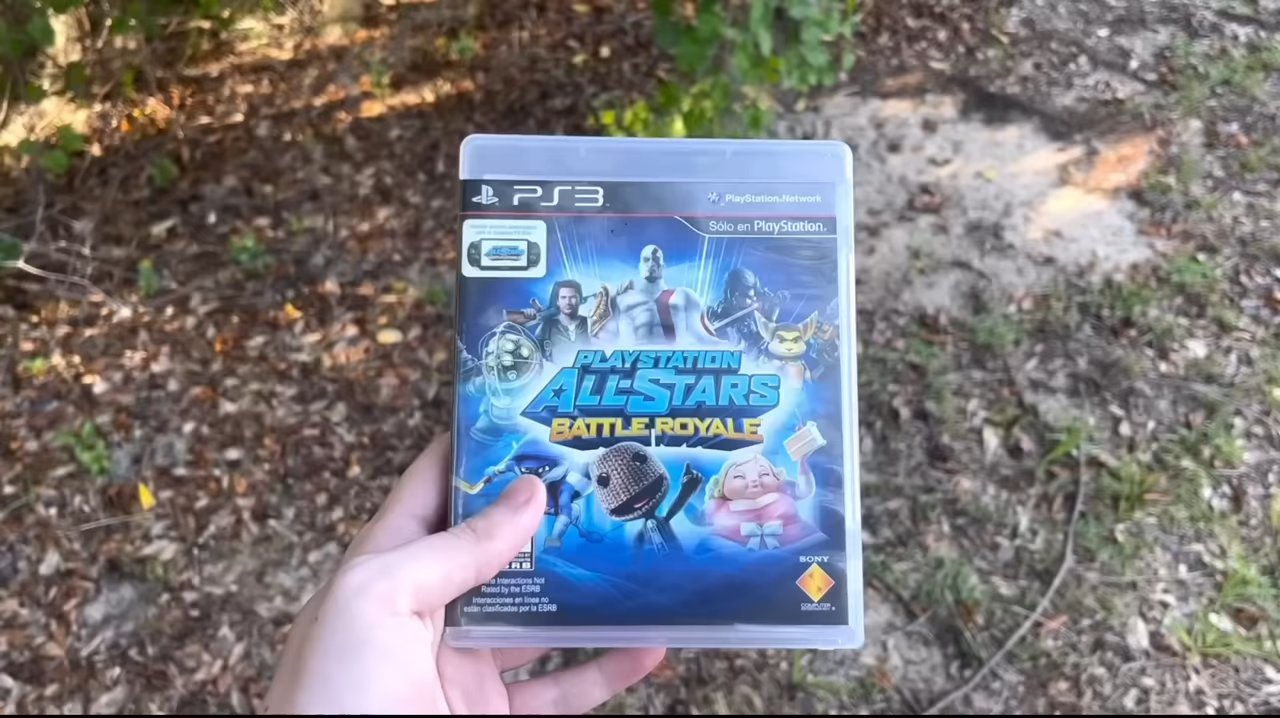 PS3
PlayStation®Network
Sólo en PlayStation®
PLAYSTATION
ALL-STARS
BATTLE ROYALE
ESRB
Interactions Not
Rated by the ESRB
Interacciones en línea no
están clasificadas por la ESRB
SONY
COMPUTER